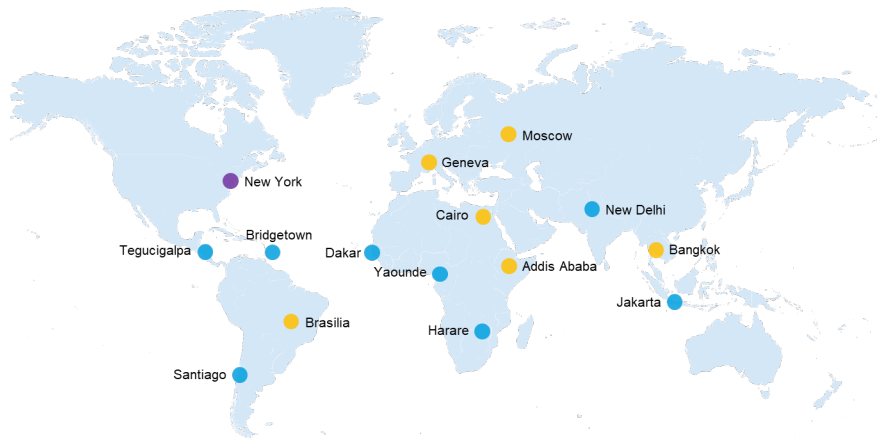 Moscow
Geneva
New York
New Delhi
Cairo
Bridgetown
Tegucigalpa
Dakar
Bangkok
Addis Ababa
Yaounde
Jakarta
Brasilia
Harare
Santiago